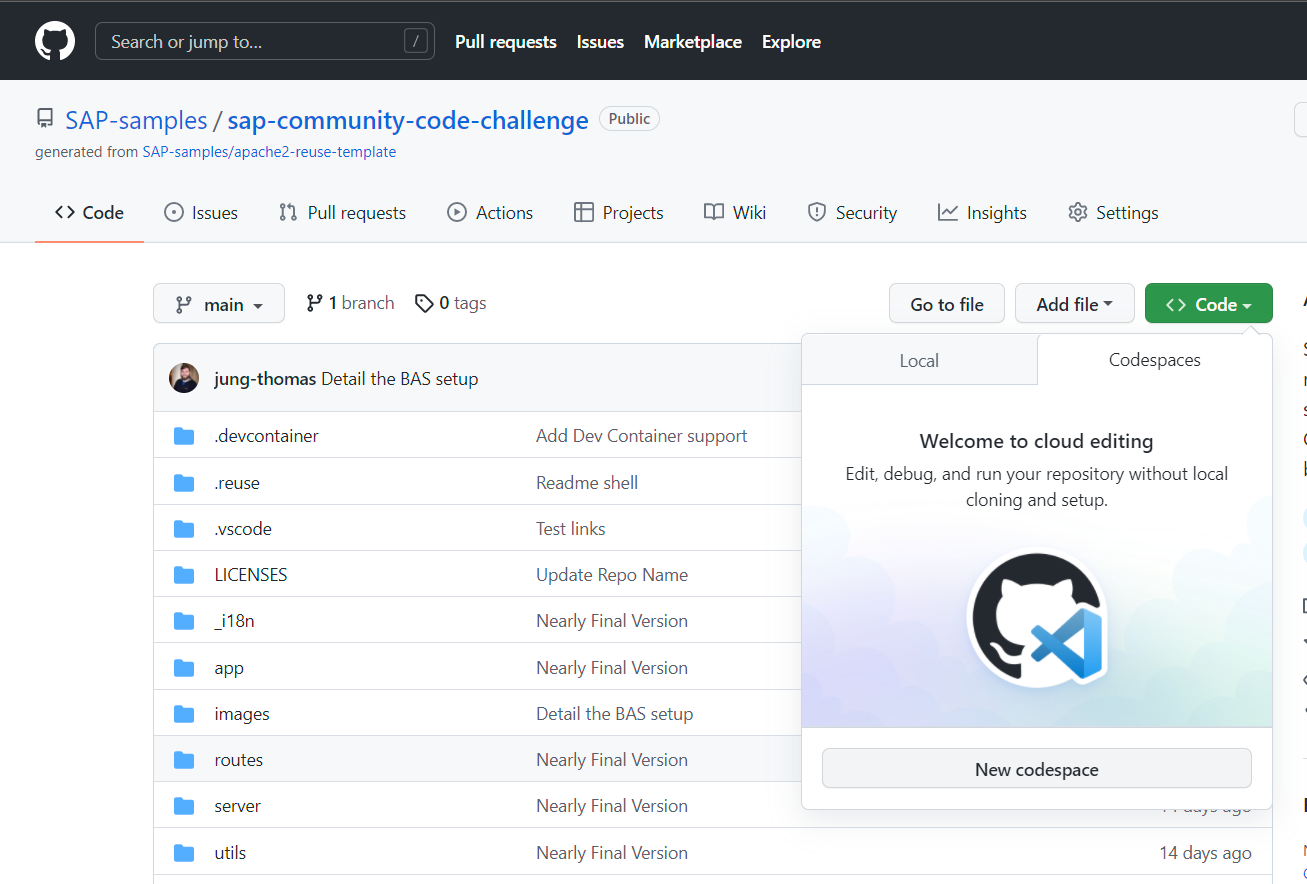 Search or jump to... /
Pull requests Issues Marketplace Explore
SAP-samples / sap-community-code-challenge Public
generated from SAP-samples/apache2-reuse-template
Code Issues Pull requests Actions Projects Wiki Security Insights Settings
main 1 branch 0 tags Go to file Add file Code
Local Codespaces
Welcome to cloud editing
Edit, debug, and run your repository without local
cloning and setup.
New codespace
jung-thomas Detail the BAS setup
.devcontainer Add Dev Container support
.reuse Readme shell
.vscode Test links
LICENSES Update Repo Name
_i18n Nearly Final Version
app Nearly Final Version
images Detail the BAS setup
routes Nearly Final Version
server Nearly Final Version days ago
utils Nearly Final Version 14 days ago